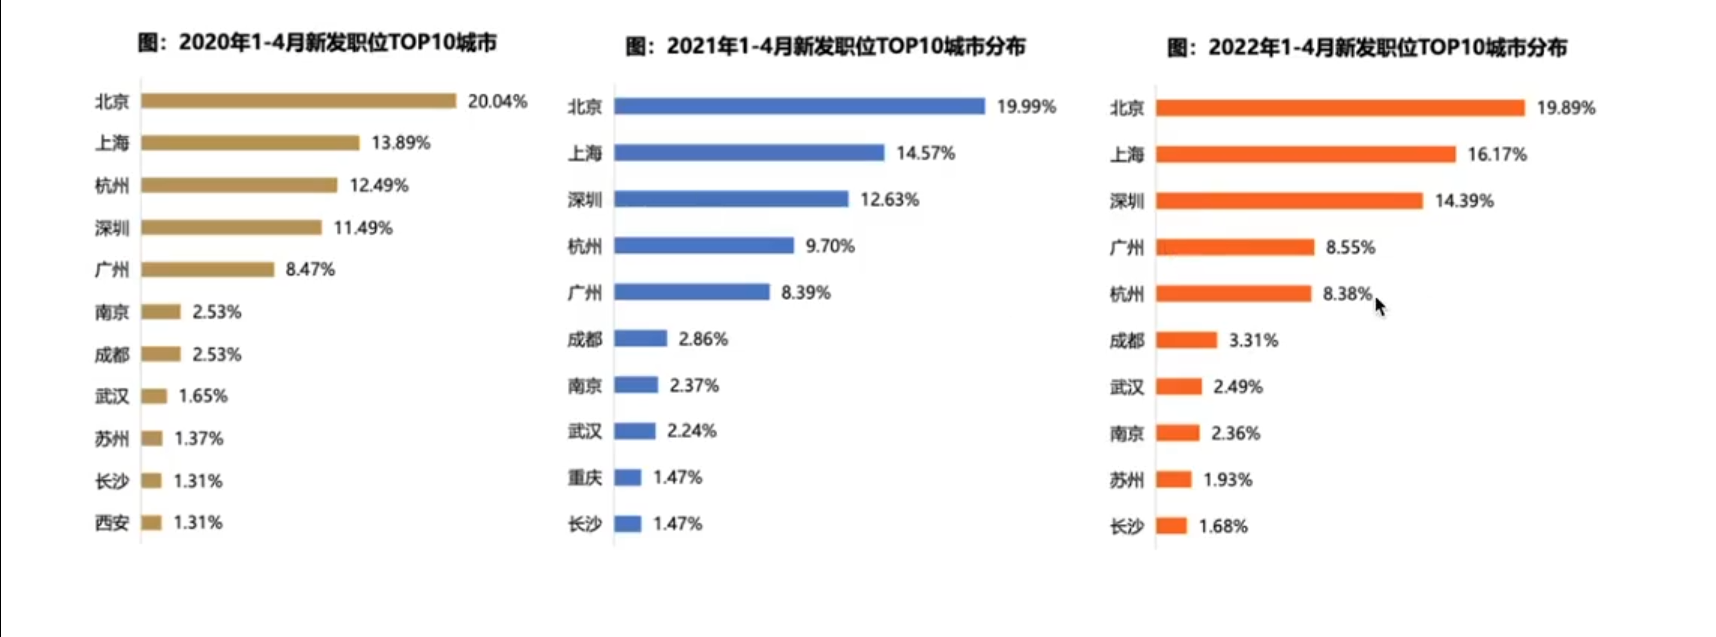 图：2020年1-4月新发职位TOP10城市
北京 20.04%
上海 13.89%
杭州 12.49%
深圳 11.49%
广州 8.47%
南京 2.53%
成都 2.53%
武汉 1.65%
苏州 1.37%
长沙 1.31%
西安 1.31%
图：2021年1-4月新发职位TOP10城市分布
北京 19.99%
上海 14.57%
深圳 12.63%
杭州 9.70%
广州 8.39%
成都 2.86%
南京 2.37%
武汉 2.24%
重庆 1.47%
长沙 1.47%
图：2022年1-4月新发职位TOP10城市分布
北京 19.89%
上海 16.17%
深圳 14.39%
广州 8.55%
杭州 8.38%
成都 3.31%
武汉 2.49%
南京 2.36%
苏州 1.93%
长沙 1.68%